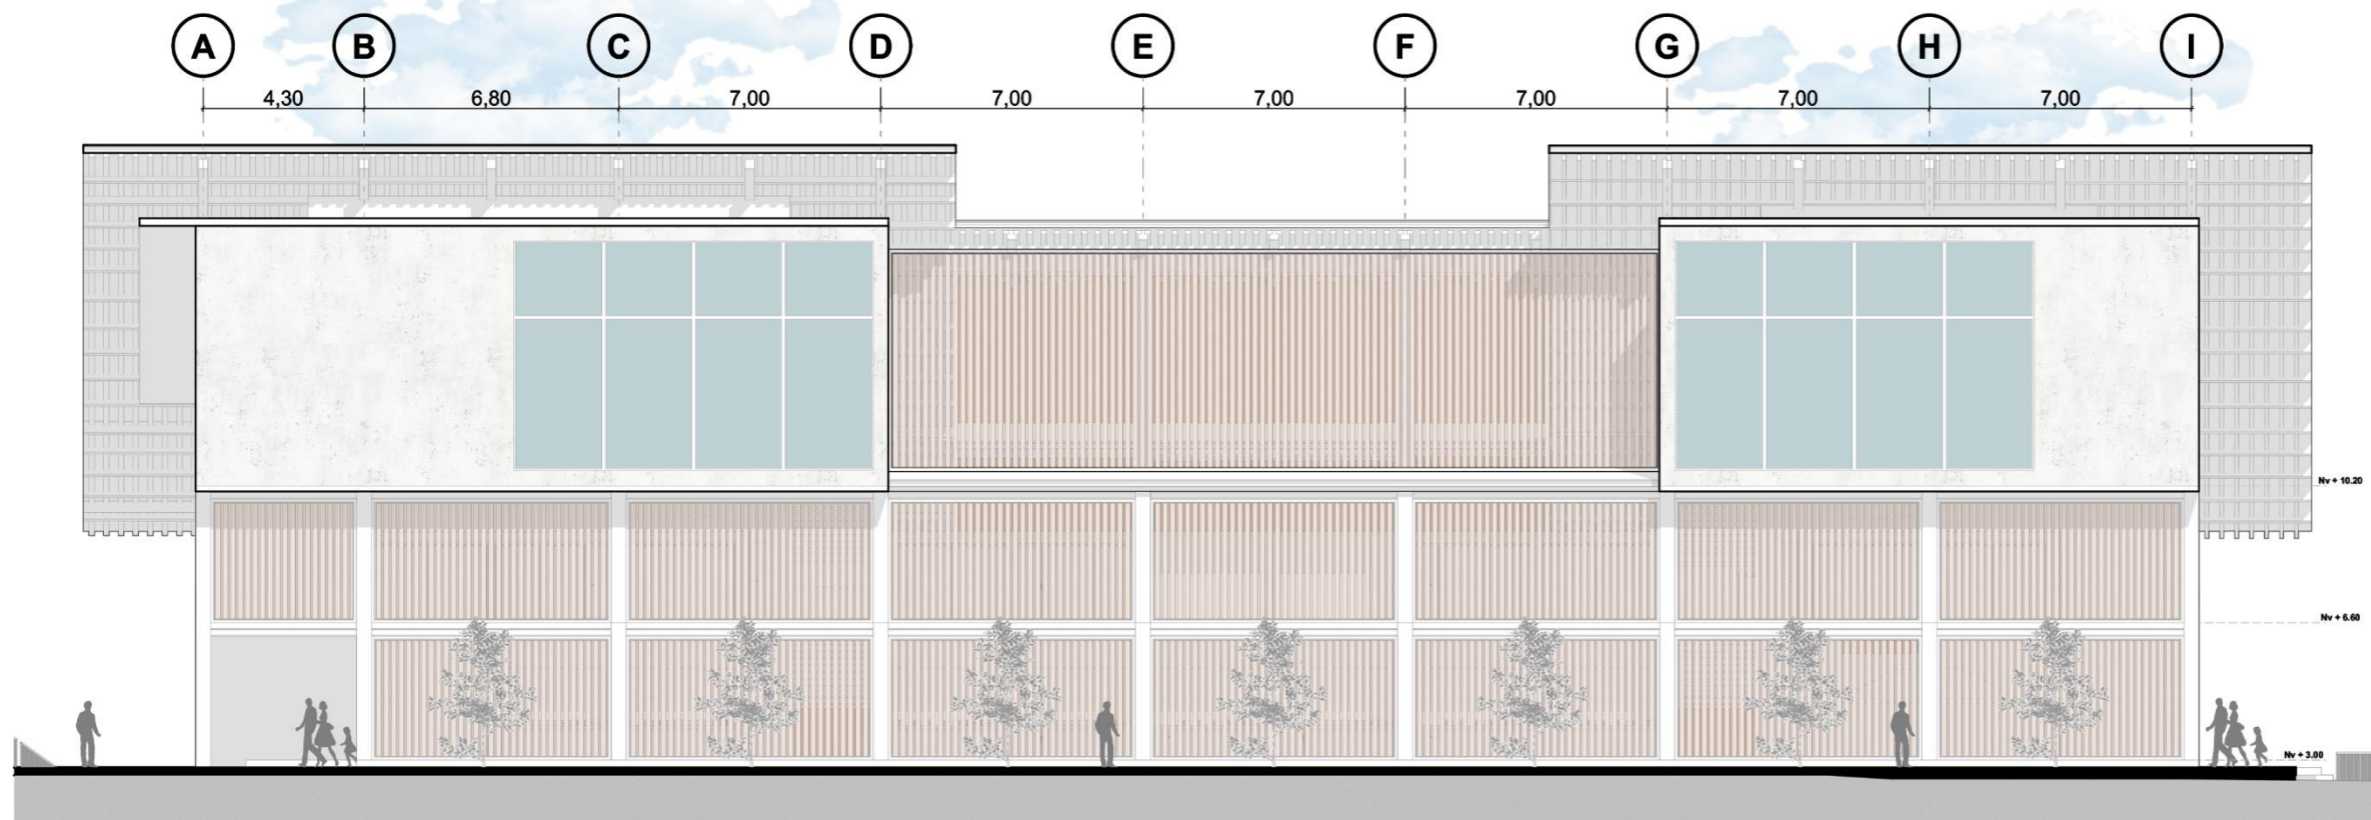 A B C D E F G H I
4,30 6,80 7,00 7,00 7,00 7,00 7,00 7,00
Nv + 10.20
Nv + 6.60
Nv + 3.00